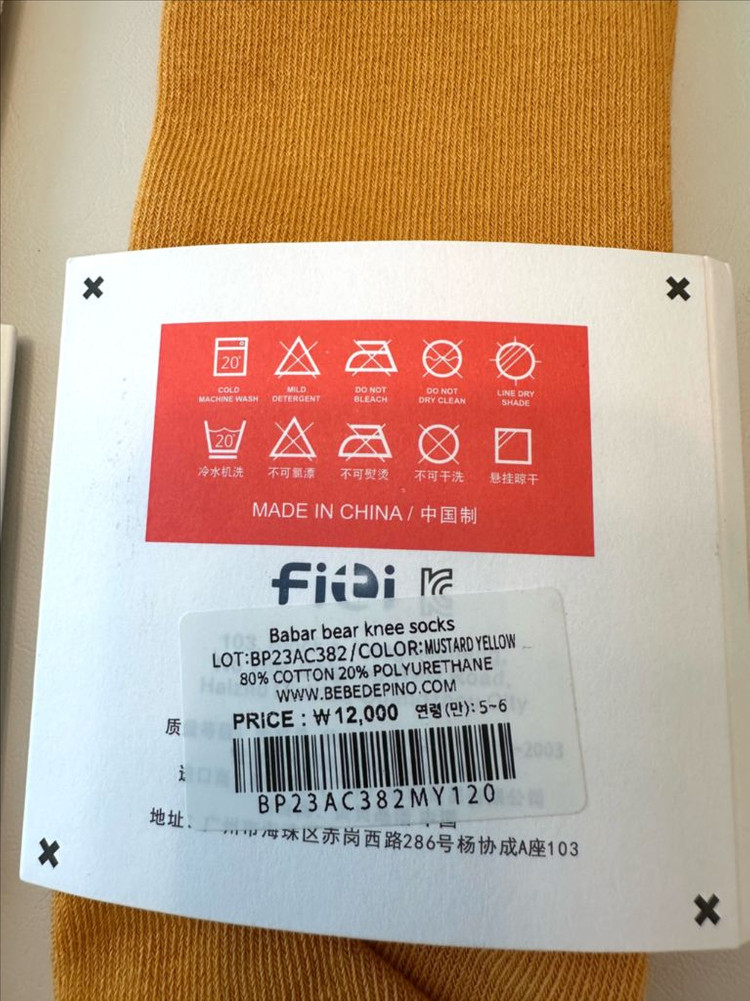 20°
COLD MACHINE WASH
MILD DETERGENT
DO NOT BLEACH
DO NOT DRY CLEAN
LINE DRY SHADE
20°
冷水机洗 不可氯漂 不可熨烫 不可干洗 悬挂晾干
MADE IN CHINA / 中国制
Babar bear knee socks
LOT:BP23AC382/COLOR:MUSTARD YELLOW
80% COTTON 20% POLYURETHANE
WWW.BEBEDEPINO.COM
PRICE : ₩12,000 연령(만): 5~6
质
BP23AC382MY120
地址: 广州市海珠区赤岗西路286号杨协成A座103